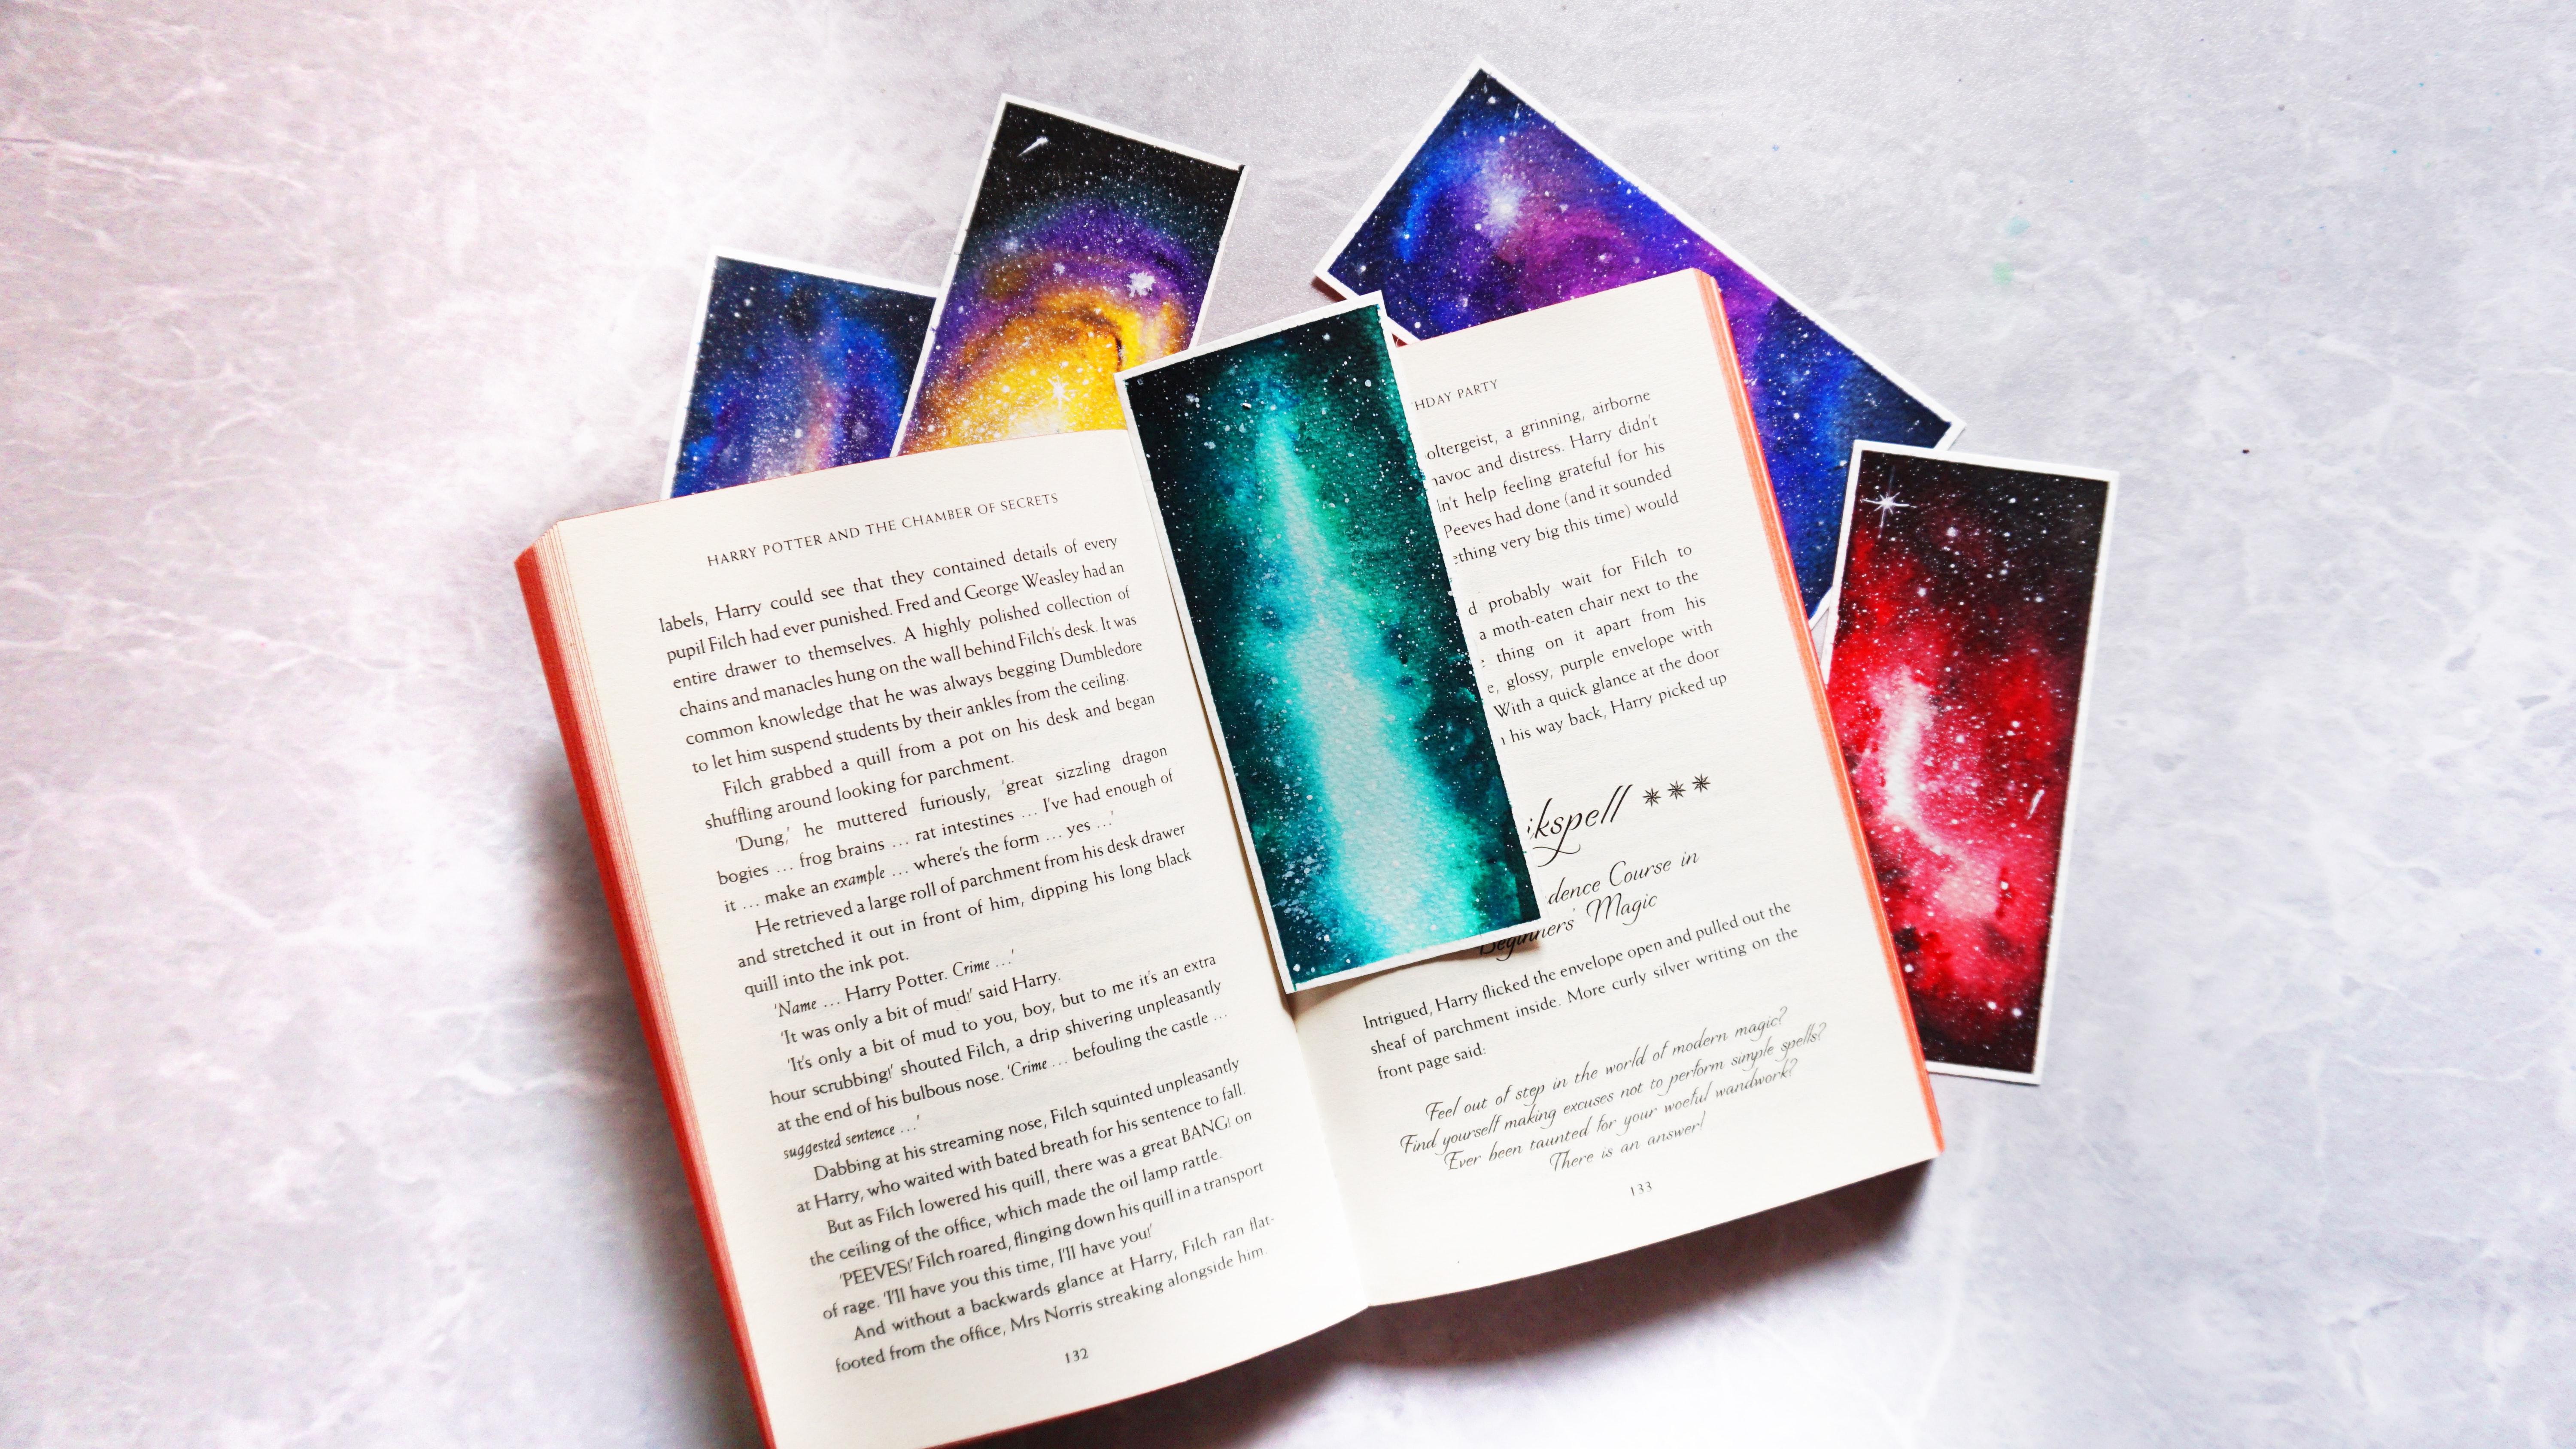 HARRY POTTER AND THE CHAMBER OF SECRETS
labels, Harry could see that they contained details of every
pupil Filch had ever punished. Fred and George Weasley had an
entire drawer to themselves. A highly polished collection of
chains and manacles hung on the wall behind Filch's desk. It was
common knowledge that he was always begging Dumbledore
to let him suspend students by their ankles from the ceiling.
Filch grabbed a quill from a pot on his desk and began
shuffling around looking for parchment.
'Dung,' he muttered furiously, 'great sizzling dragon
bogies ... frog brains ... rat intestines ... I've had enough of
it ... make an example ... where's the form ... yes ...'
He retrieved a large roll of parchment from his desk drawer
and stretched it out in front of him, dipping his long black
quill into the ink pot.
'Name ... Harry Potter. Crime ...'
'It was only a bit of mud!' said Harry.
'It's only a bit of mud to you, boy, but to me it's an extra
hour scrubbing!' shouted Filch, a drip shivering unpleasantly
at the end of his bulbous nose. 'Crime ... befouling the castle ...
suggested sentence ...'
Dabbing at his streaming nose, Filch squinted unpleasantly
at Harry, who waited with bated breath for his sentence to fall.
But as Filch lowered his quill, there was a great BANG! on
the ceiling of the office, which made the oil lamp rattle.
'PEEVES!' Filch roared, flinging down his quill in a transport
of rage. 'I'll have you this time, I'll have you!'
And without a backwards glance at Harry, Filch ran flat-
footed from the office, Mrs Norris streaking alongside him.
132
HDAY PARTY
oltergeist, a grinning, airborne
avoc and distress. Harry didn't
n't help feeling grateful for his
Peeves had done (and it sounded
ething very big this time) would
d probably wait for Filch to
a moth-eaten chair next to the
thing on it apart from his
e, glossy, purple envelope with
With a quick glance at the door
his way back, Harry picked up
kspell ***
dence Course in
Beginners' Magic
Intrigued, Harry flicked the envelope open and pulled out the
sheaf of parchment inside. More curly silver writing on the
front page said:
Feel out of step in the world of modern magic?
Find yourself making excuses not to perform simple spells?
Ever been taunted for your woeful wandwork?
There is an answer!
133